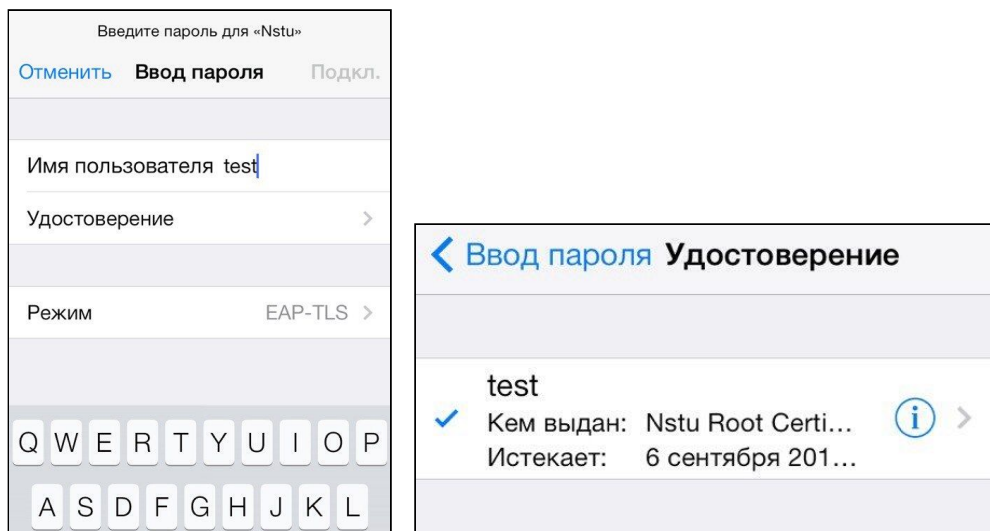 Введите пароль для «Nstu»
Отменить Ввод пароля Подкл.
Имя пользователя test
Удостоверение
Режим EAP-TLS
Q W E R T Y U I O P
A S D F G H J K L
Ввод пароля Удостоверение
test
Кем выдан: Nstu Root Certi...
Истекает: 6 сентября 201...